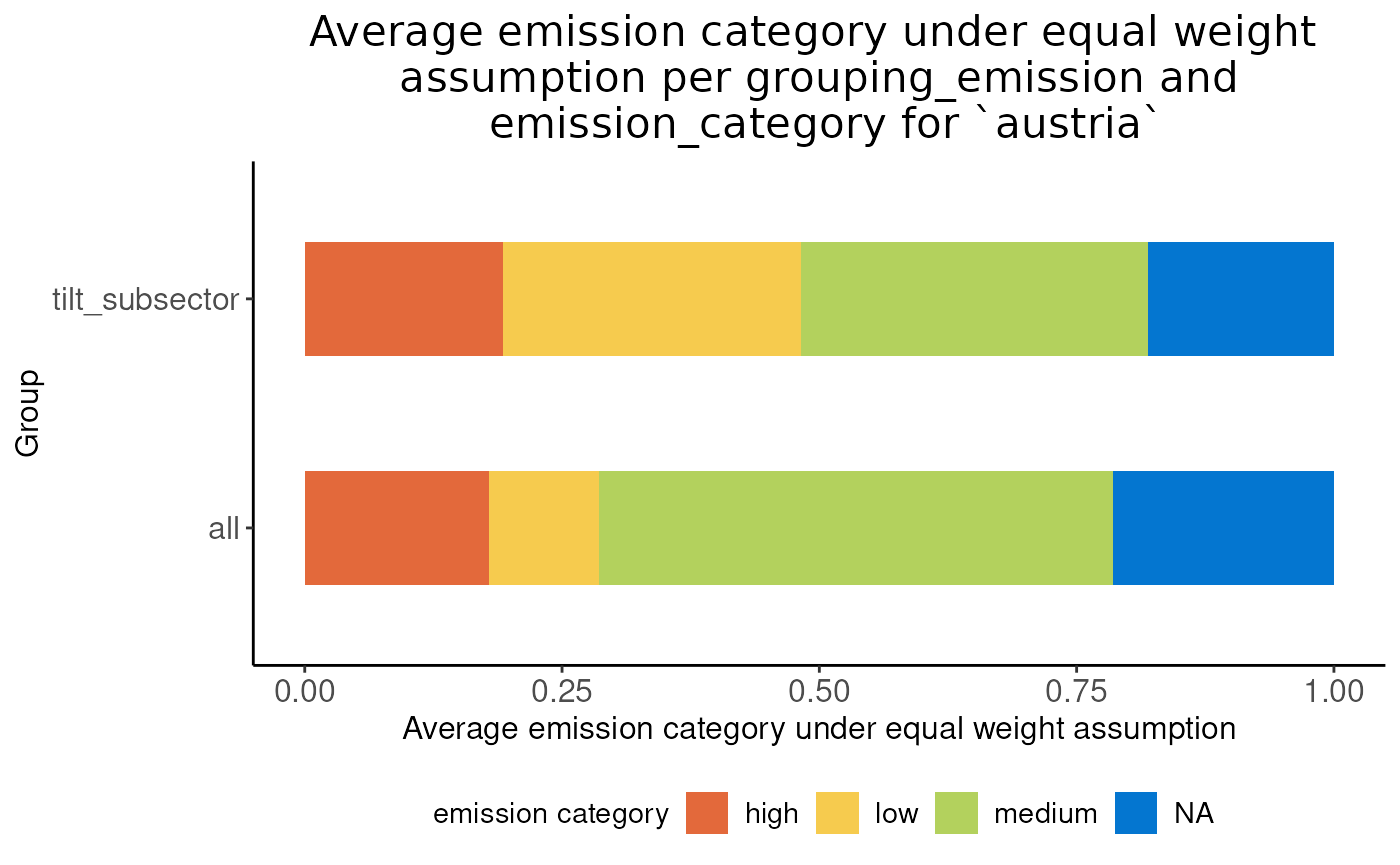 Average emission category under equal weight
assumption per grouping_emission and
emission_category for `austria`
tilt_subsector
Group
all
0.00 0.25 0.50 0.75 1.00
Average emission category under equal weight assumption
emission category high low medium NA